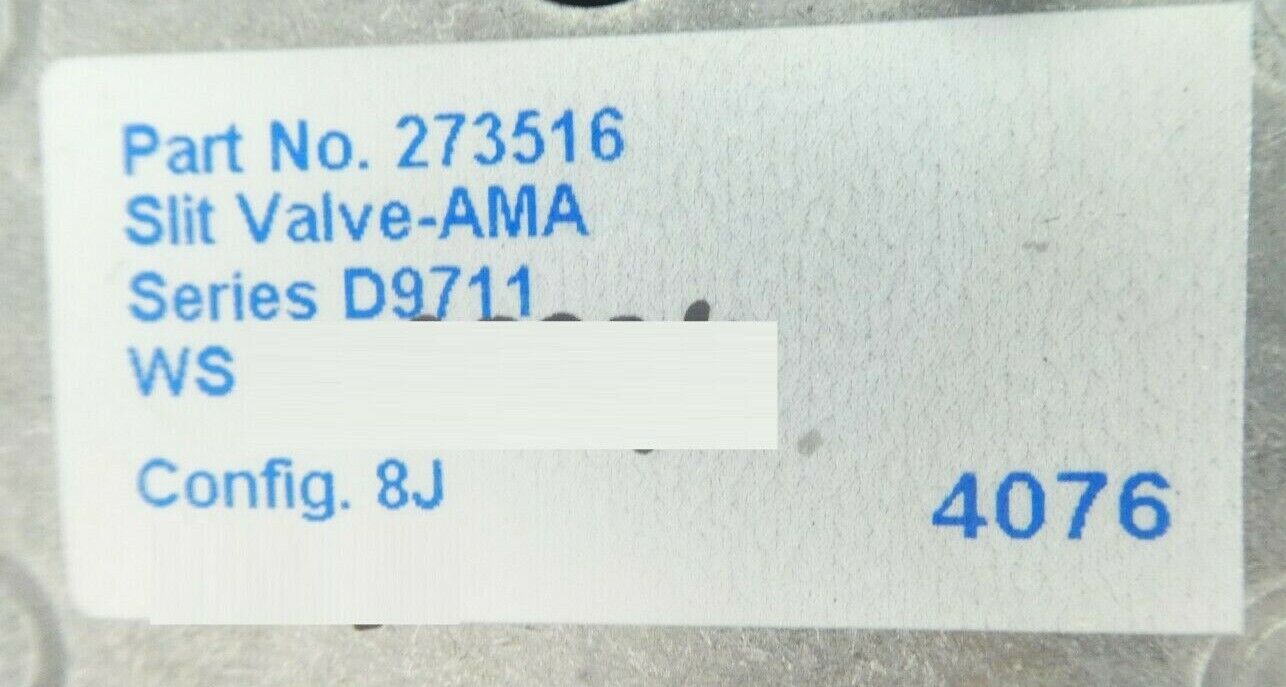 Part No. 273516
Slit Valve-AMA
Series D9711
WS
Config. 8J
4076